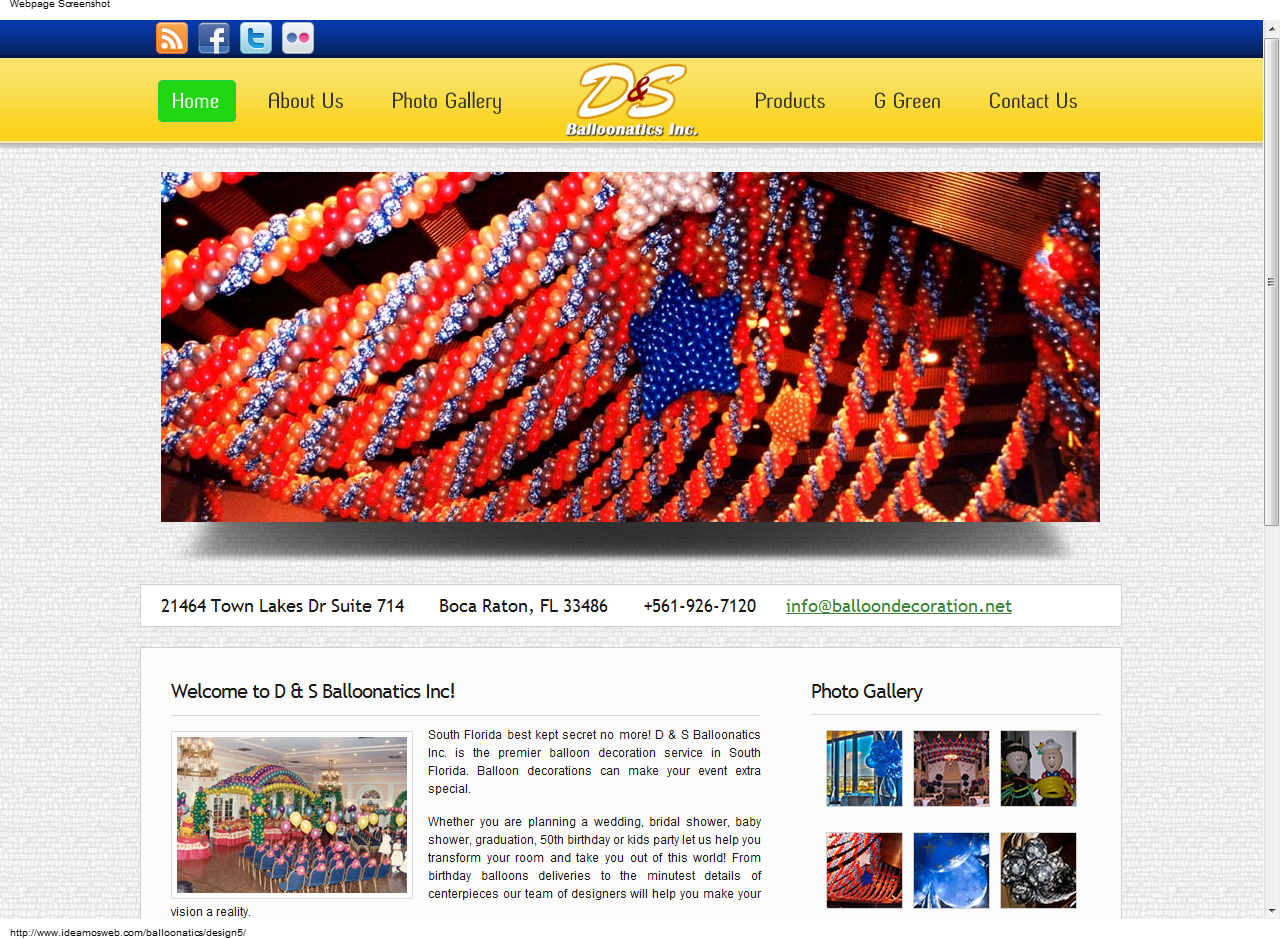 Webpage Screenshot
Home
About Us
Photo Gallery
D&S
Balloonatics Inc.
Products
G Green
Contact Us
21464 Town Lakes Dr Suite 714
Boca Raton, FL 33486
+561-926-7120
info@balloondecoration.net
Welcome to D & S Balloonatics Inc!
South Florida best kept secret no more! D & S Balloonatics
Inc. is the premier balloon decoration service in South
Florida. Balloon decorations can make your event extra
special.
Whether you are planning a wedding, bridal shower, baby
shower, graduation, 50th birthday or kids party let us help you
transform your room and take you out of this world! From
birthday balloons deliveries to the minutest details of
centerpieces our team of designers will help you make your
vision a reality.
Photo Gallery
http://www.ideamosweb.com/balloonatics/design5/